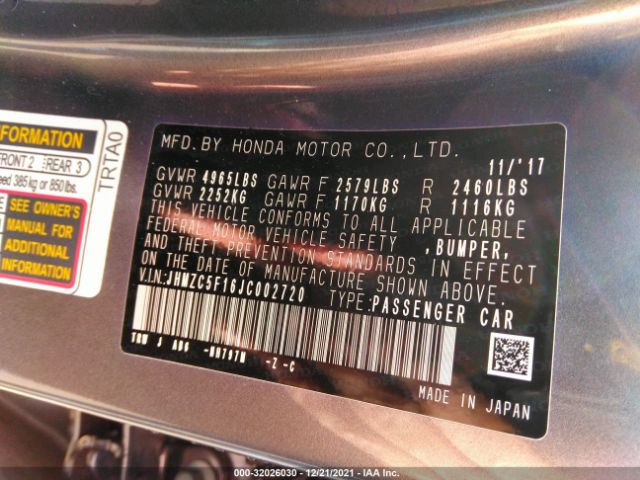 FORMATION
FRONT 2 REAR 3
eed 385 kg or 850 lbs.
SEE OWNER'S
MANUAL FOR
ADDITIONAL
INFORMATION
TRTA0
MFD. BY HONDA MOTOR CO., LTD.
11/'17
GVWR 4965LBS GAWR F 2579LBS R 2460LBS
GVWR 2252KG GAWR F 1170KG R 1116KG
THIS VEHICLE CONFORMS TO ALL APPLICABLE
FEDERAL MOTOR VEHICLE SAFETY ,BUMPER,
AND THEFT PREVENTION STANDARDS IN EFFECT
ON THE DATE OF MANUFACTURE SHOWN ABOVE.
V.I.N.: JHMZC5F16JC002720 TYPE: PASSENGER CAR
-NH797M -Z -C
MADE IN JAPAN
000-32026030 - 12/21/2021 - IAA Inc.